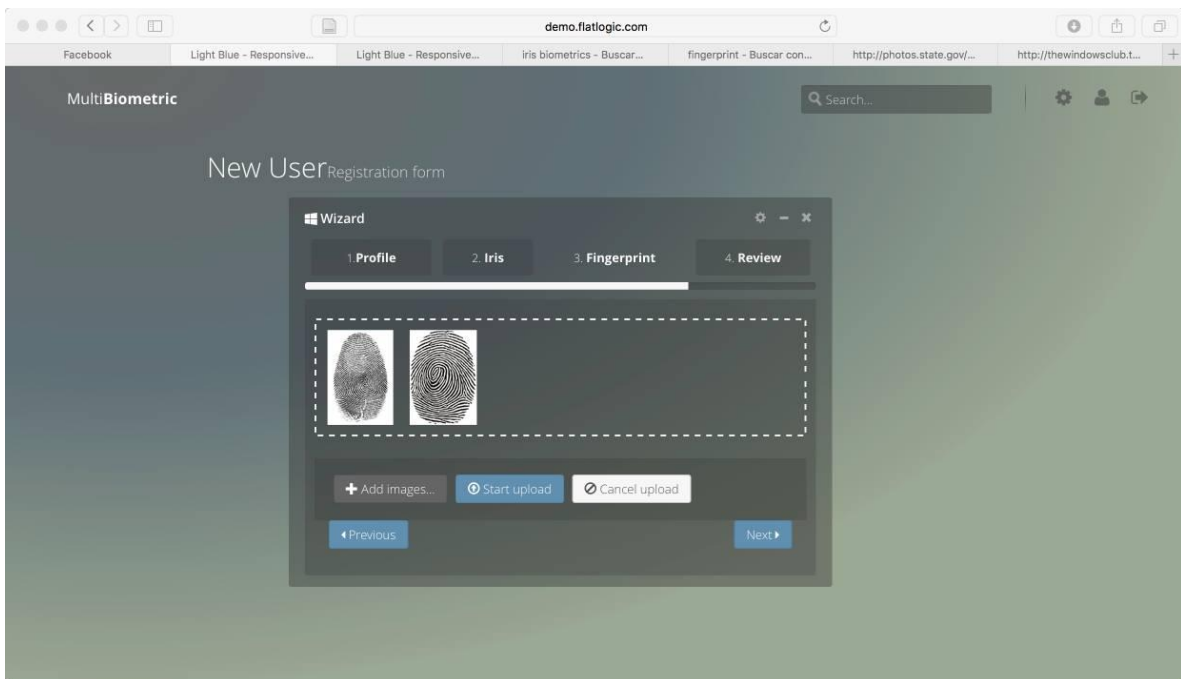 demo.flatlogic.com
Facebook
Light Blue - Responsive...
Light Blue - Responsive...
iris biometrics - Buscar...
fingerprint - Buscar con...
http://photos.state.gov/...
http://thewindowsclub.t...
MultiBiometric
Search...
New User Registration form
Wizard
1.Profile
2. Iris
3. Fingerprint
4. Review
Add images...
Start upload
Cancel upload
Previous
Next